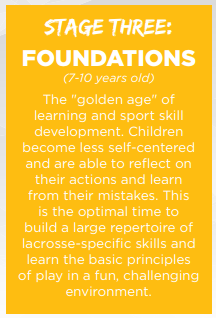 STAGE THREE:
FOUNDATIONS
(7-10 years old)
The "golden age" of
learning and sport skill
development. Children
become less self-centered
and are able to reflect on
their actions and learn
from their mistakes. This
is the optimal time to
build a large repertoire of
lacrosse-specific skills and
learn the basic principles
of play in a fun, challenging
environment.